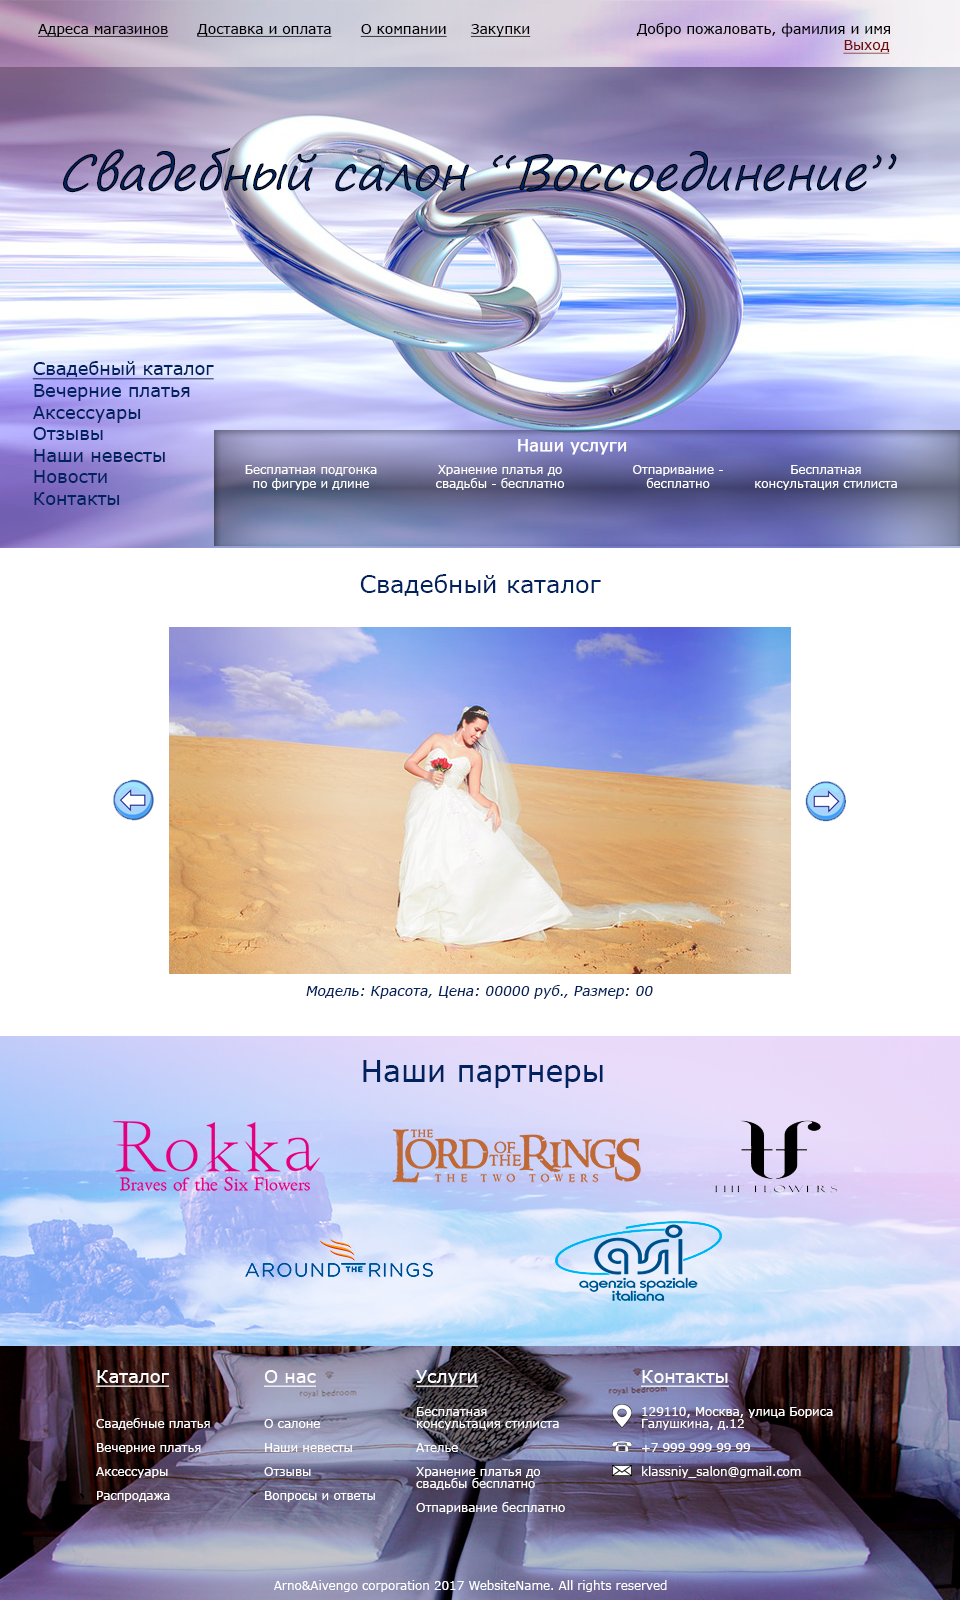 Адреса магазинов Доставка и оплата О компании Закупки Добро пожаловать, фамилия и имя
Выход
Свадебный салон “Воссоединение”
Свадебный каталог
Вечерние платья
Аксессуары
Отзывы
Наши невесты
Новости
Контакты
Наши услуги
Бесплатная подгонка
по фигуре и длине
Хранение платья до
свадьбы - бесплатно
Отпаривание -
бесплатно
Бесплатная
консультация стилиста
Свадебный каталог
Модель: Красота, Цена: 00000 руб., Размер: 00
Наши партнеры
Rokka
Braves of the Six Flowers
THE
LORD OF THE RINGS
THE TWO TOWERS
THE FLOWERS
AROUND THE RINGS
asi
agenzia spaziale
italiana
Каталог
Свадебные платья
Вечерние платья
Аксессуары
Распродажа
О нас
О салоне
Наши невесты
Отзывы
Вопросы и ответы
Услуги
Бесплатная
консультация стилиста
Ателье
Хранение платья до
свадьбы бесплатно
Отпаривание бесплатно
Контакты
129110, Москва, улица Бориса
Галушкина, д.12
+7 999 999 99 99
klassniy_salon@gmail.com
royal bedroom
royal bedroom
Arno&Aivengo corporation 2017 WebsiteName. All rights reserved